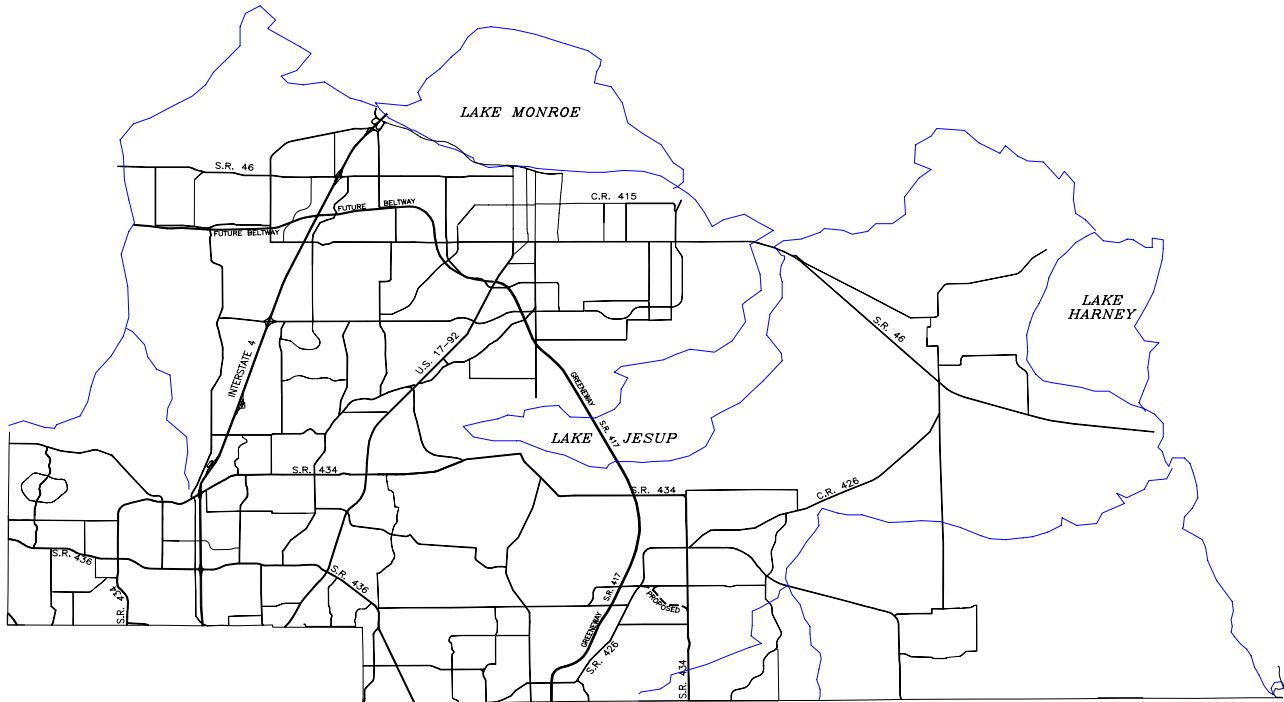 LAKE MONROE
S.R. 46
C.R. 415
FUTURE BELTWAY
FUTURE BELTWAY
LAKE
HARNEY
S.R. 46
U.S. 17-92
INTERSTATE 4
GREENEWAY
S.R. 417
LAKE JESUP
S.R. 434
S.R. 434
C.R. 426
S.R. 436
S.R. 436
434
S.R. 4
S.R. 417
PROPOSED
GREENEWAY
S.R. 426
S.R. 434